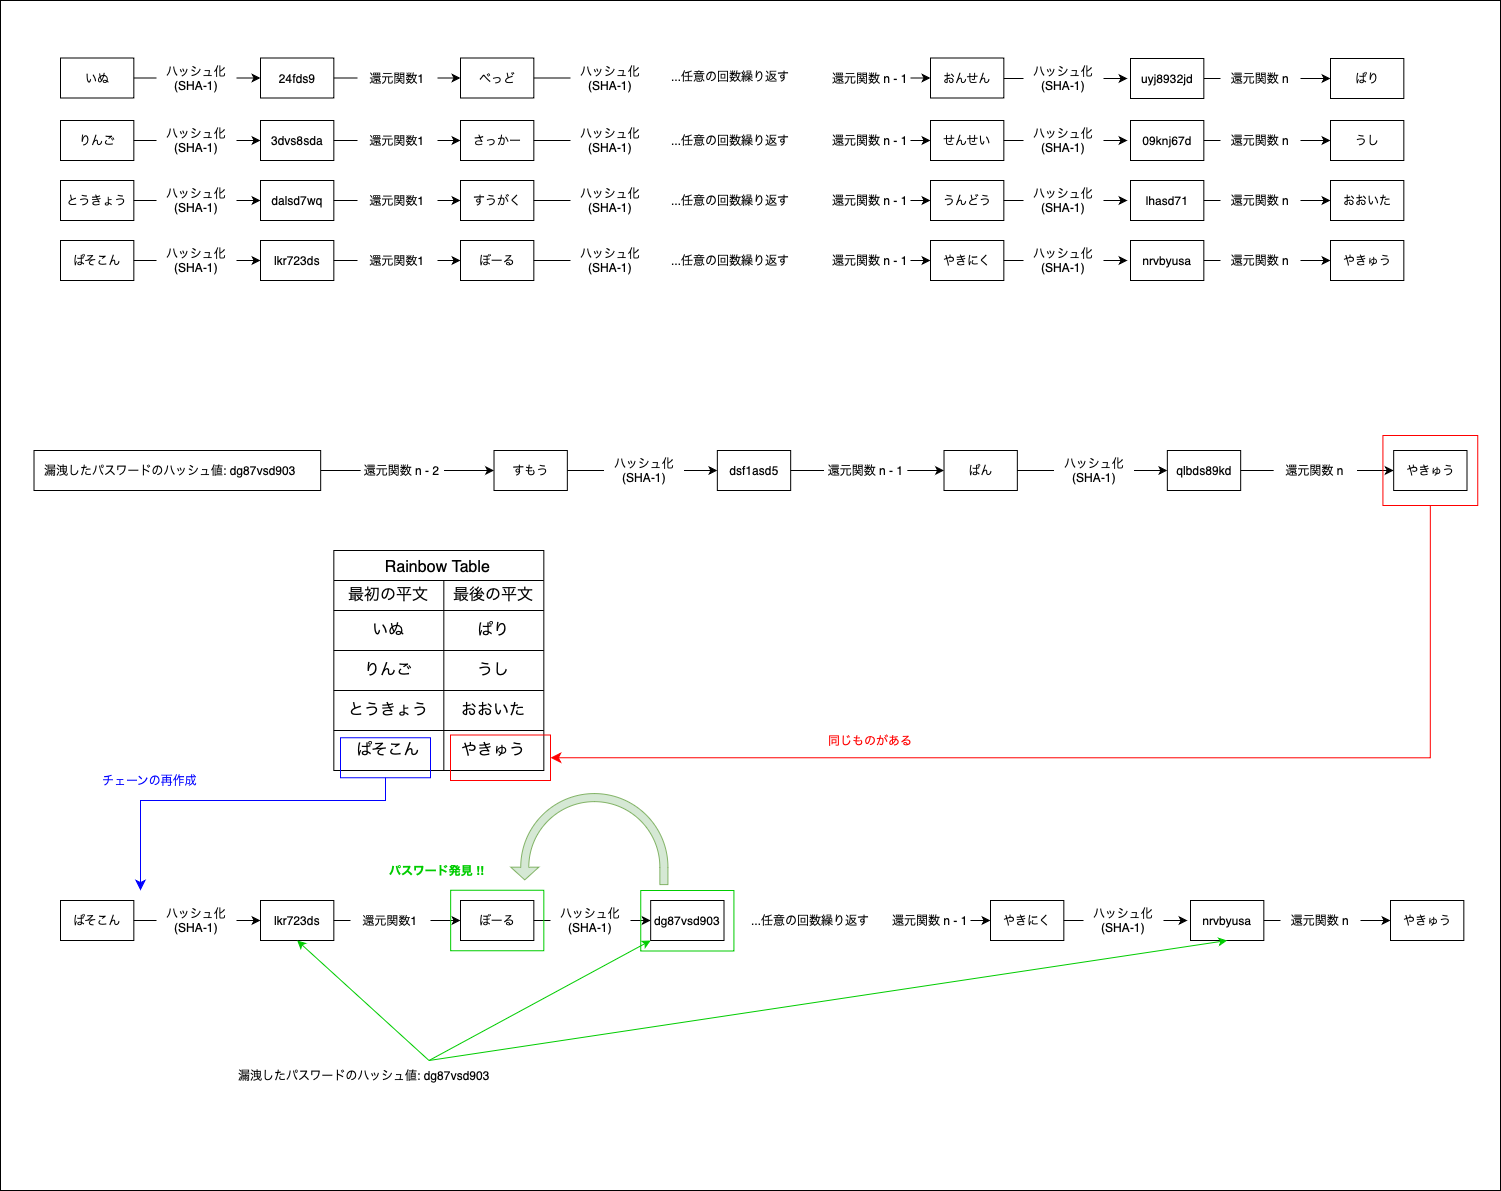 いぬ ハッシュ化 24fds9 還元関数1 べっど ハッシュ化 ...任意の回数繰り返す 還元関数 n - 1 おんせん ハッシュ化 uyj8932jd 還元関数 n ぱり
(SHA-1) (SHA-1) (SHA-1)
りんご ハッシュ化 3dvs8sda 還元関数1 さっかー ハッシュ化 ...任意の回数繰り返す 還元関数 n - 1 せんせい ハッシュ化 09knj67d 還元関数 n うし
(SHA-1) (SHA-1) (SHA-1)
とうきょう ハッシュ化 dalsd7wq 還元関数1 すうがく ハッシュ化 ...任意の回数繰り返す 還元関数 n - 1 うんどう ハッシュ化 lhasd71 還元関数 n おおいた
(SHA-1) (SHA-1) (SHA-1)
ぱそこん ハッシュ化 lkr723ds 還元関数1 ぼーる ハッシュ化 ...任意の回数繰り返す 還元関数 n - 1 やきにく ハッシュ化 nrvbyusa 還元関数 n やきゅう
(SHA-1) (SHA-1) (SHA-1)
漏洩したパスワードのハッシュ値: dg87vsd903 還元関数 n - 2 すもう ハッシュ化 dsf1asd5 還元関数 n - 1 ぱん ハッシュ化 qlbds89kd 還元関数 n やきゅう
(SHA-1) (SHA-1)
Rainbow Table
最初の平文 最後の平文
いぬ ぱり
りんご うし
とうきょう おおいた
ぱそこん やきゅう
同じものがある
チェーンの再作成
パスワード発見 !!
ぱそこん ハッシュ化 lkr723ds 還元関数1 ぼーる ハッシュ化 dg87vsd903 ...任意の回数繰り返す 還元関数 n - 1 やきにく ハッシュ化 nrvbyusa 還元関数 n やきゅう
(SHA-1) (SHA-1) (SHA-1)
漏洩したパスワードのハッシュ値: dg87vsd903